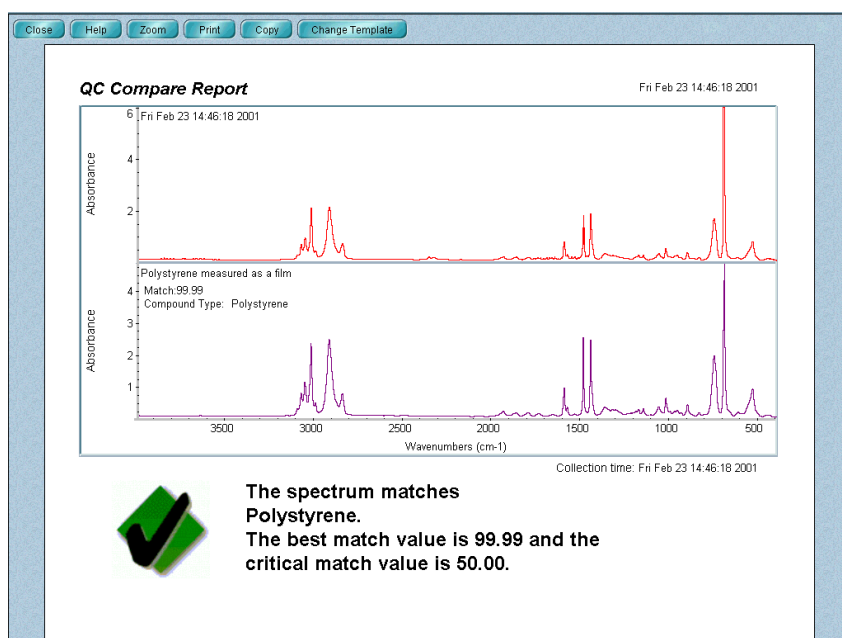 Close Help Zoom Print Copy Change Template
QC Compare Report
Fri Feb 23 14:46:18 2001
6
Fri Feb 23 14:46:18 2001
4
Absorbance
2
Polystyrene measured as a film
Match:99.99
4
Compound Type: Polystyrene
3
Absorbance
2
1
3500 3000 2500 2000 1500 1000 500
Wavenumbers (cm-1)
Collection time: Fri Feb 23 14:46:18 2001
The spectrum matches
Polystyrene.
The best match value is 99.99 and the
critical match value is 50.00.